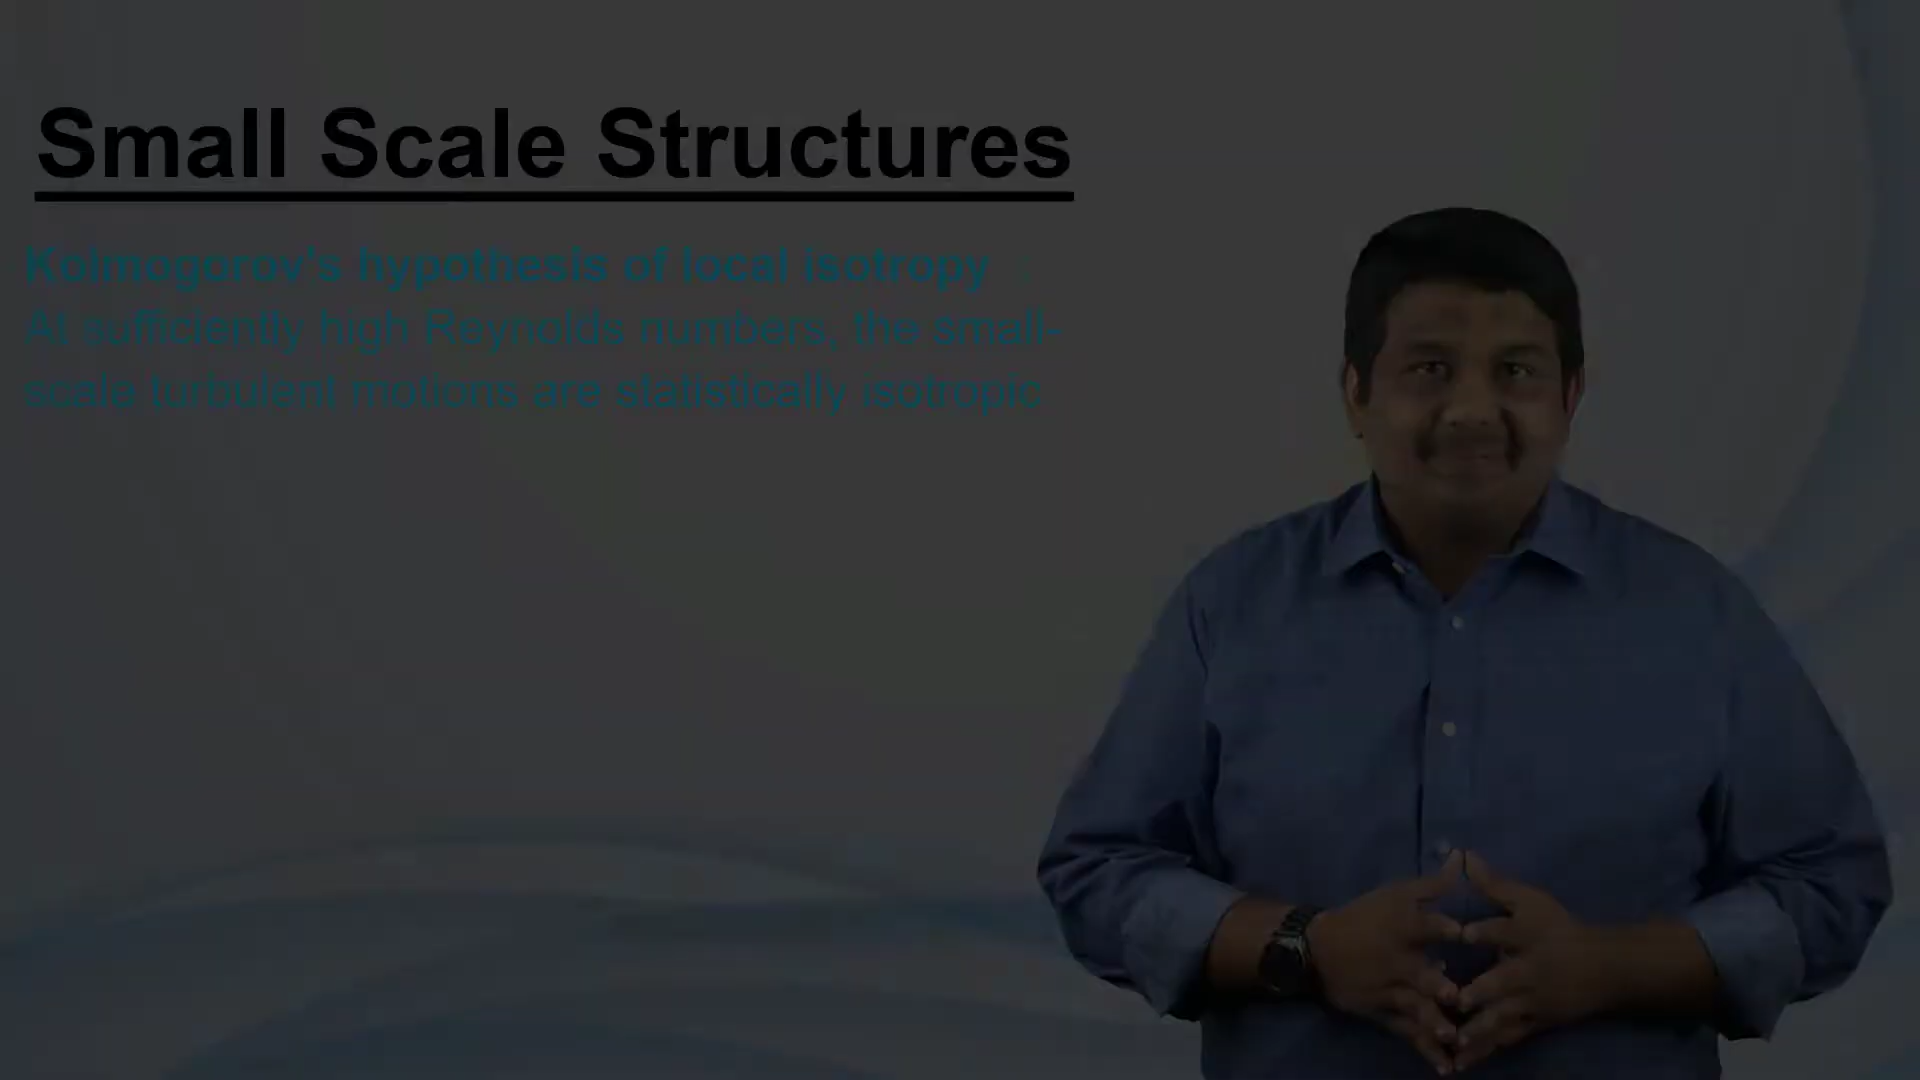 Small Scale Structures
Kolmogorov's hypothesis of local isotropy :
At sufficiently high Reynolds numbers, the small-
scale turbulent motions are statistically isotropic